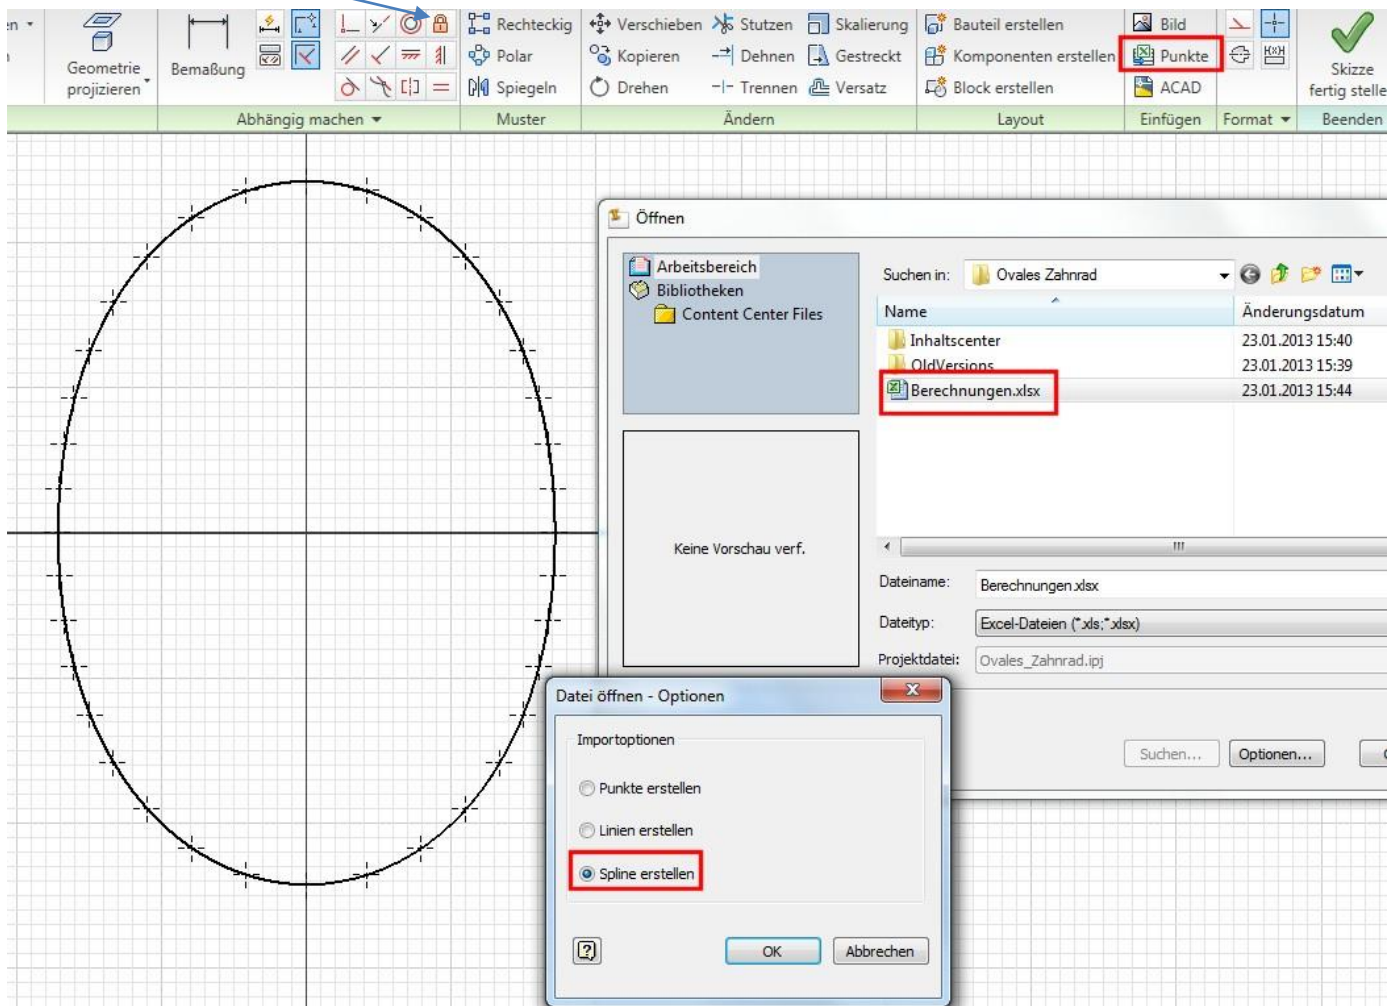 en
Geometrie
projizieren
Bemaßung
Rechteckig
Polar
Spiegeln
Verschieben
Kopieren
Drehen
Stutzen
Dehnen
Trennen
Skalierung
Gestreckt
Versatz
Bauteil erstellen
Komponenten erstellen
Block erstellen
Bild
Punkte
ACAD
Skizze
fertig stelle
Abhängig machen
Muster
Ändern
Layout
Einfügen
Format
Beenden
Öffnen
Arbeitsbereich
Bibliotheken
Content Center Files
Suchen in: Ovales Zahnrad
Name Änderungsdatum
Inhaltscenter 23.01.2013 15:40
OldVersions 23.01.2013 15:39
Berechnungen.xlsx 23.01.2013 15:44
Keine Vorschau verf.
Dateiname: Berechnungen.xlsx
Dateityp: Excel-Dateien (*.xls;*.xlsx)
Projektdatei: Ovales_Zahnrad.ipj
Suchen... Optionen...
Datei öffnen - Optionen
Importoptionen
Punkte erstellen
Linien erstellen
Spline erstellen
OK Abbrechen